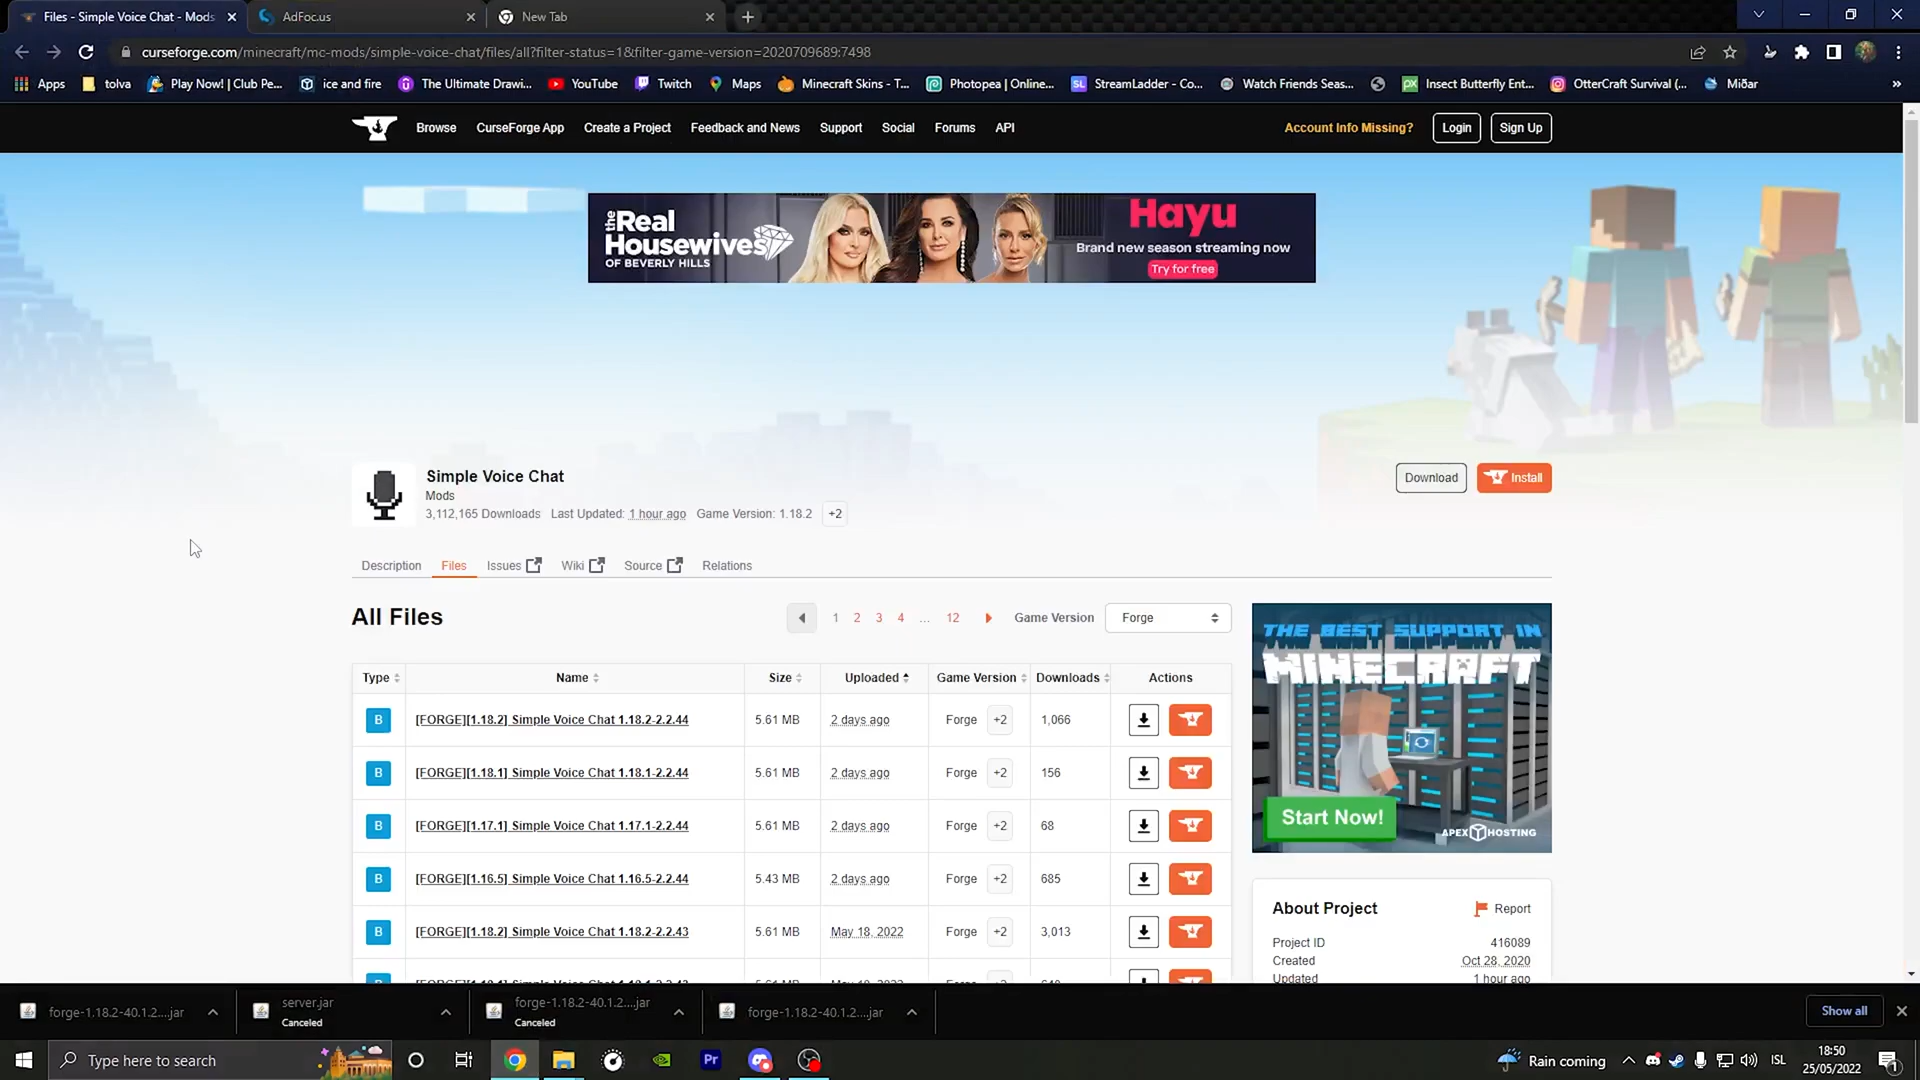 Files - Simple Voice Chat - Mods
AdFoc.us
New Tab
curseforge.com/minecraft/mc-mods/simple-voice-chat/files/all?filter-status=1&filter-game-version=2020709689:7498
Apps
tolva
Play Now! | Club Pe...
ice and fire
The Ultimate Drawi...
YouTube
Twitch
Maps
Minecraft Skins - T...
Photopea | Online...
SL
StreamLadder - Co...
Watch Friends Seas...
Insect Butterfly Ent...
OtterCraft Survival (...
Miðar
»
Browse
CurseForge App
Create a Project
Feedback and News
Support
Social
Forums
API
Account Info Missing?
Login
Sign Up
the Real
Housewives
OF BEVERLY HILLS
Hayu
Brand new season streaming now
Try for free
Simple Voice Chat
Mods
3,112,165 Downloads Last Updated: 1 hour ago Game Version: 1.18.2 +2
Download
Install
Description
Files
Issues
Wiki
Source
Relations
All Files
1 2 3 4 ... 12
Game Version
Forge
Type Name Size Uploaded Game Version Downloads Actions
B [FORGE][1.18.2] Simple Voice Chat 1.18.2-2.2.44 5.61 MB 2 days ago Forge +2 1,066
B [FORGE][1.18.1] Simple Voice Chat 1.18.1-2.2.44 5.61 MB 2 days ago Forge +2 156
B [FORGE][1.17.1] Simple Voice Chat 1.17.1-2.2.44 5.61 MB 2 days ago Forge +2 68
B [FORGE][1.16.5] Simple Voice Chat 1.16.5-2.2.44 5.43 MB 2 days ago Forge +2 685
B [FORGE][1.18.2] Simple Voice Chat 1.18.2-2.2.43 5.61 MB May 18, 2022 Forge +2 3,013
THE BEST SUPPORT IN
MINECRAFT
Start Now!
APEX HOSTING
About Project
Report
Project ID 416089
Created Oct 28, 2020
Updated 1 hour ago
forge-1.18.2-40.1.2....jar
server.jar
Canceled
forge-1.18.2-40.1.2....jar
Canceled
forge-1.18.2-40.1.2....jar
Show all
Type here to search
Pr
Rain coming
ISL
18:50
25/05/2022
1